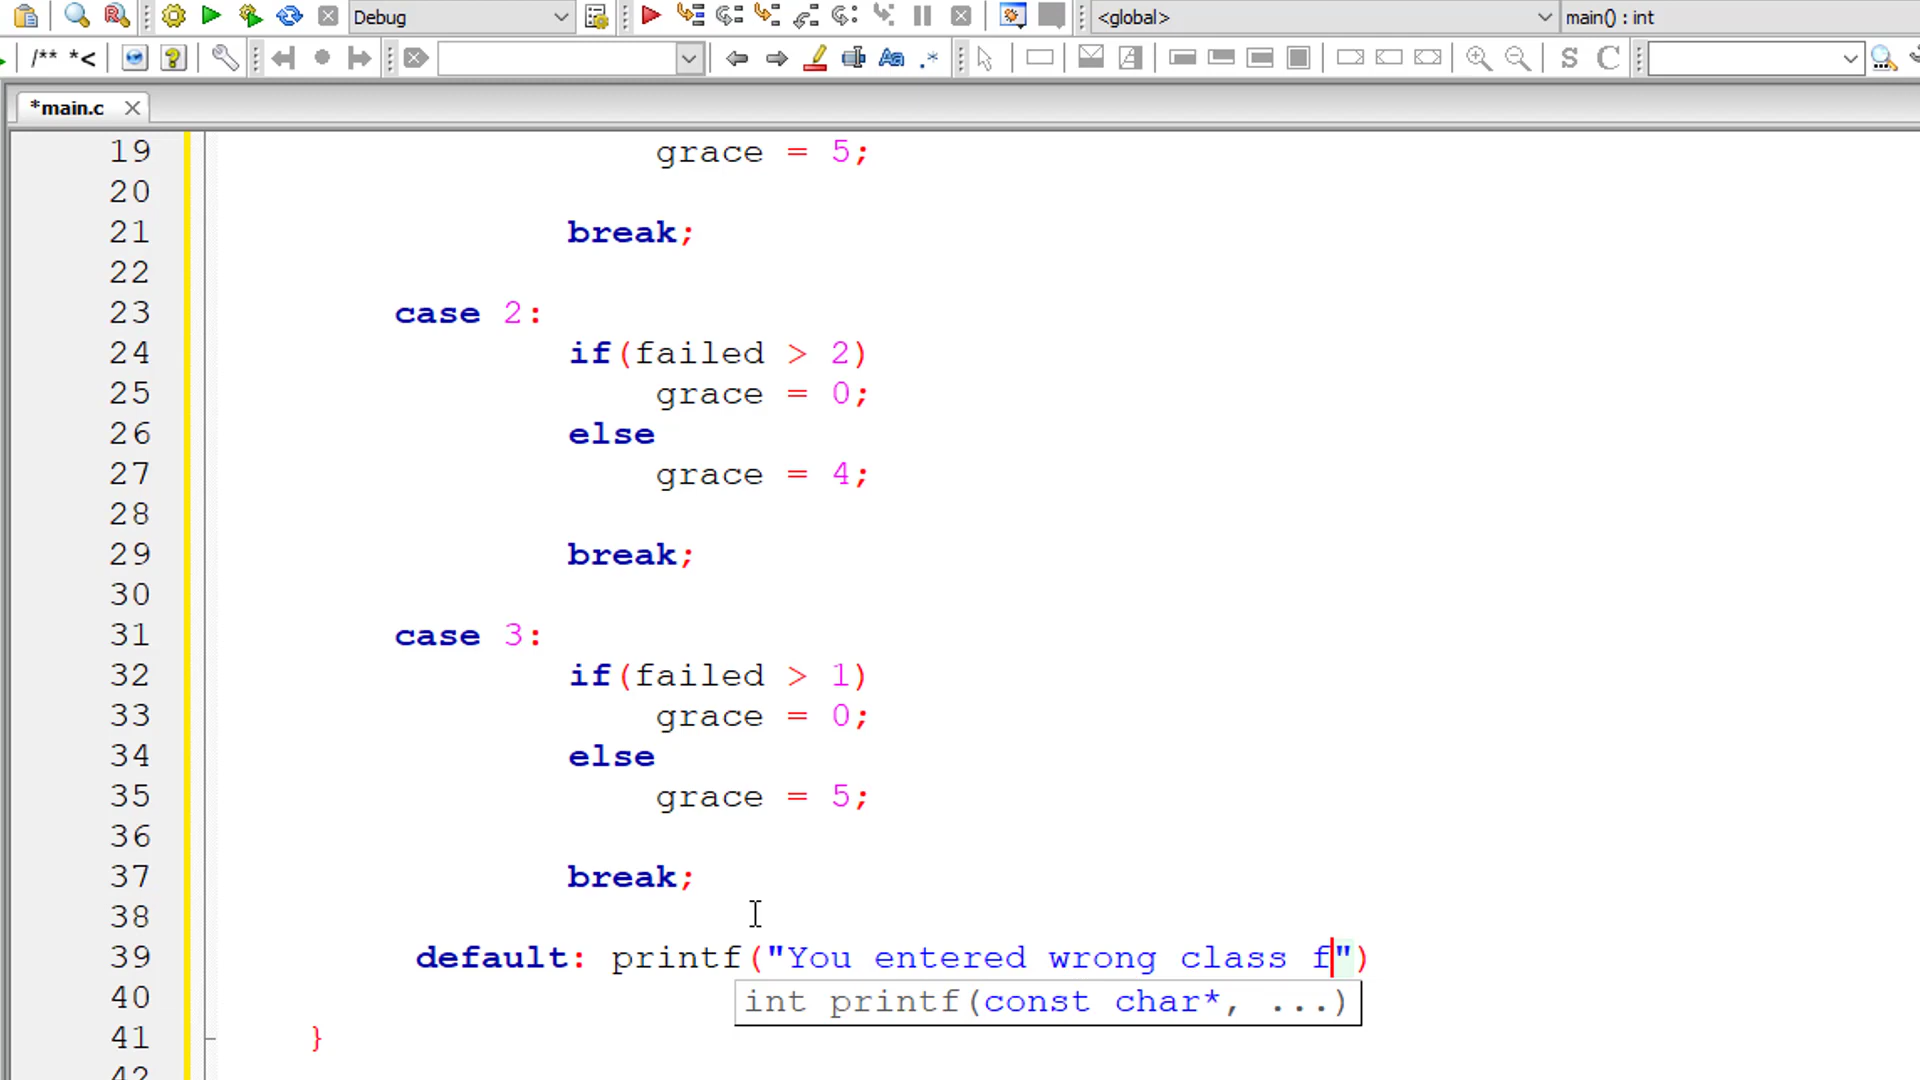 Debug
<global>
main() : int
/** *<
Aa .*
S C
*main.c
19 grace = 5;
20
21 break;
22
23 case 2:
24 if(failed > 2)
25 grace = 0;
26 else
27 grace = 4;
28
29 break;
30
31 case 3:
32 if(failed > 1)
33 grace = 0;
34 else
35 grace = 5;
36
37 break;
38
39 default: printf("You entered wrong class f")
40 int printf(const char*, ...)
41 }
42